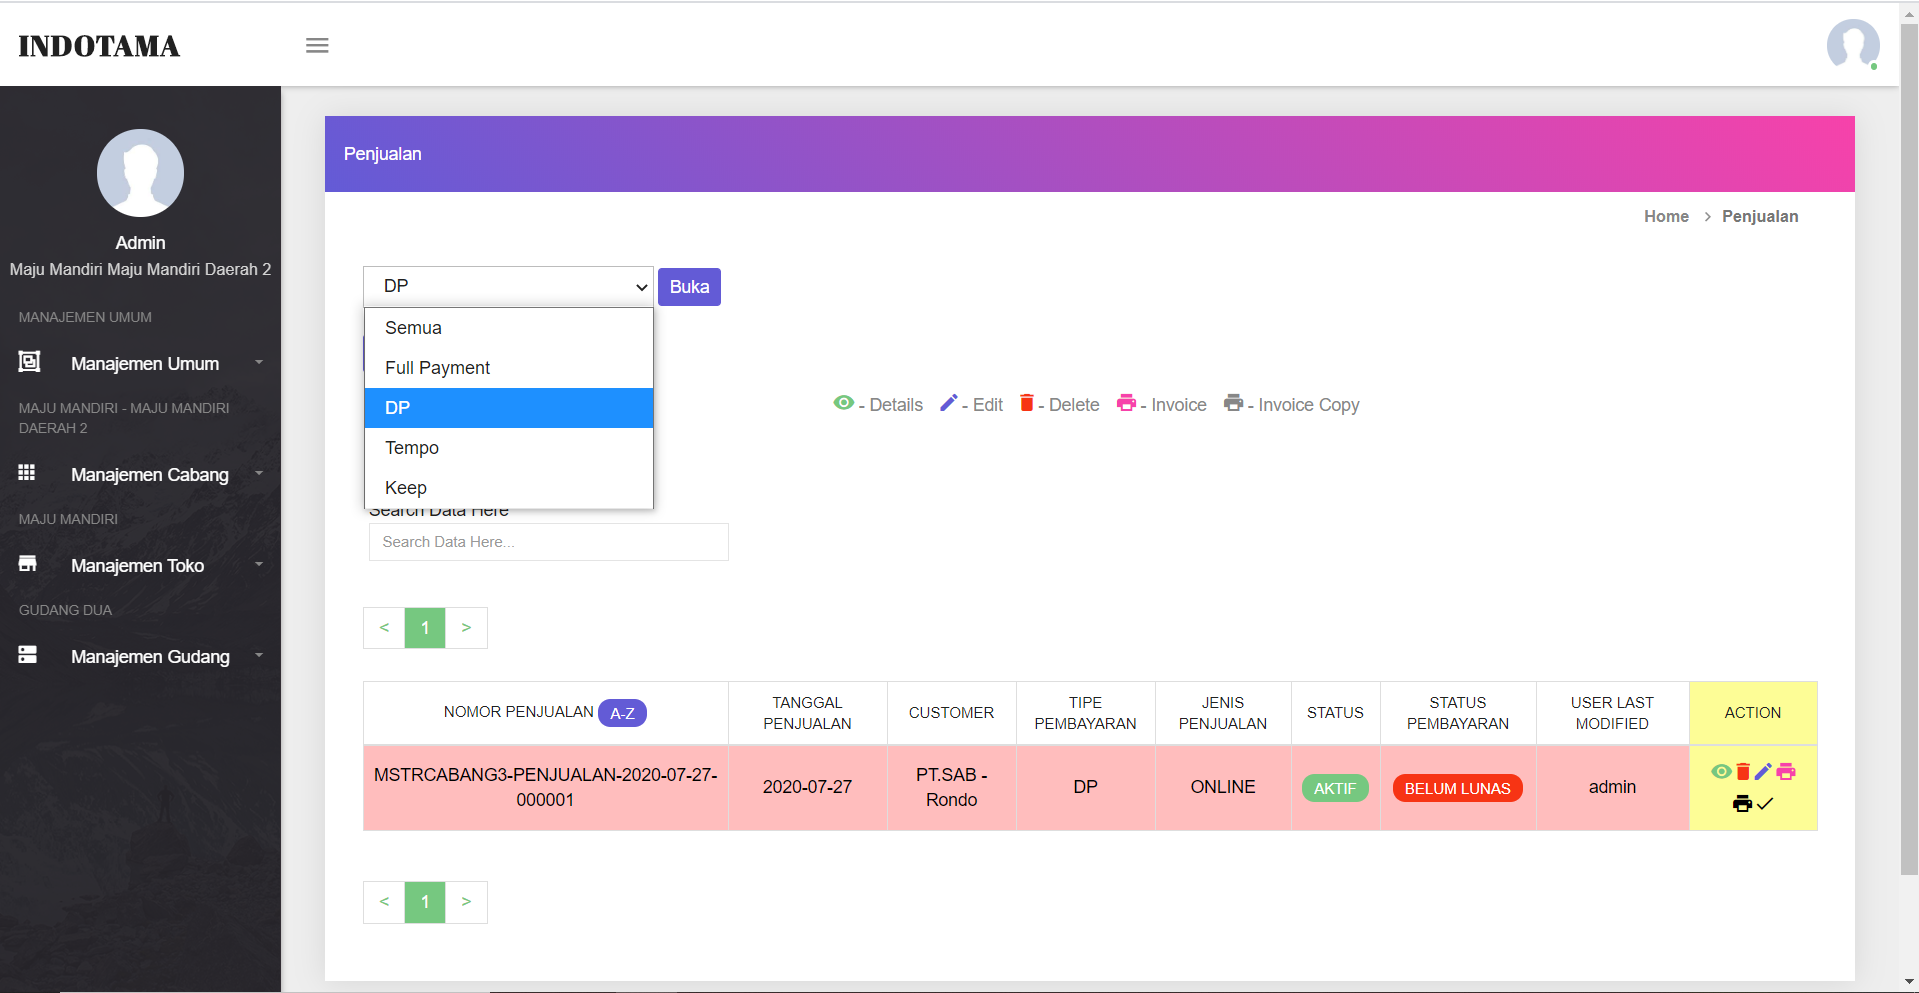 INDOTAMA
Admin
Maju Mandiri Maju Mandiri Daerah 2
MANAJEMEN UMUM
Manajemen Umum
MAJU MANDIRI - MAJU MANDIRI
DAERAH 2
Manajemen Cabang
MAJU MANDIRI
Manajemen Toko
GUDANG DUA
Manajemen Gudang
Penjualan
Home > Penjualan
DP
Buka
Semua
Full Payment
DP
Tempo
Keep
- Details - Edit - Delete - Invoice - Invoice Copy
Search Data Here
Search Data Here...
< 1 >
NOMOR PENJUALAN A-Z
TANGGAL
PENJUALAN
CUSTOMER
TIPE
PEMBAYARAN
JENIS
PENJUALAN
STATUS
STATUS
PEMBAYARAN
USER LAST
MODIFIED
ACTION
MSTRCABANG3-PENJUALAN-2020-07-27-
000001
2020-07-27
PT.SAB -
Rondo
DP
ONLINE
AKTIF
BELUM LUNAS
admin
< 1 >